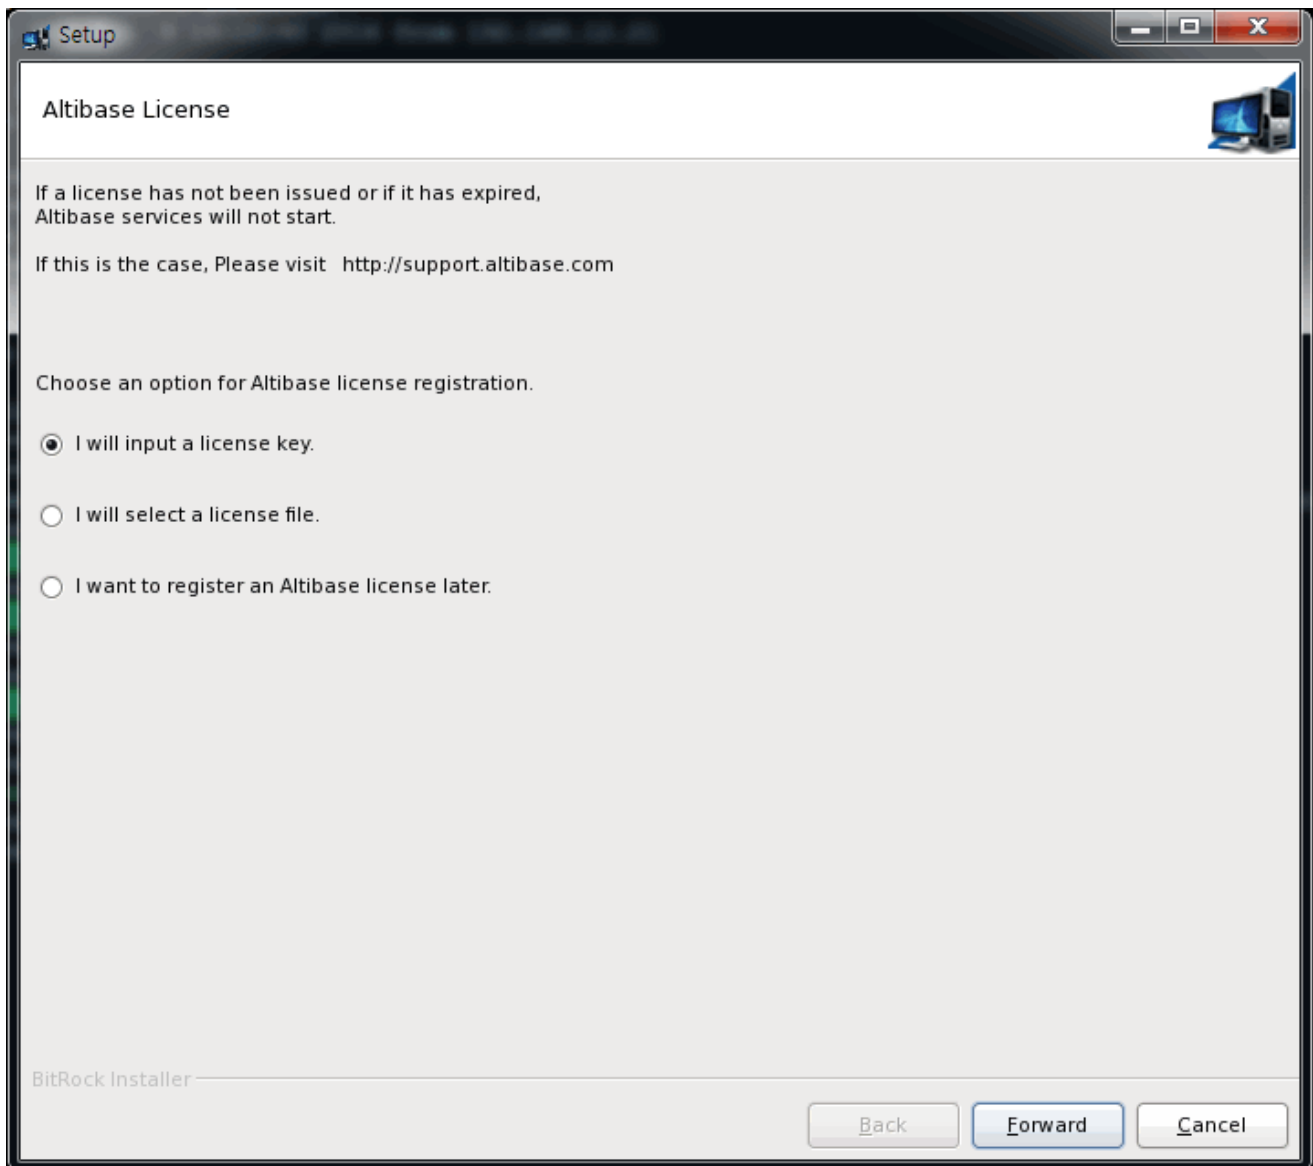 Setup
Altibase License
If a license has not been issued or if it has expired,
Altibase services will not start.
If this is the case, Please visit http://support.altibase.com
Choose an option for Altibase license registration.
I will input a license key.
I will select a license file.
I want to register an Altibase license later.
BitRock Installer
Back Forward Cancel